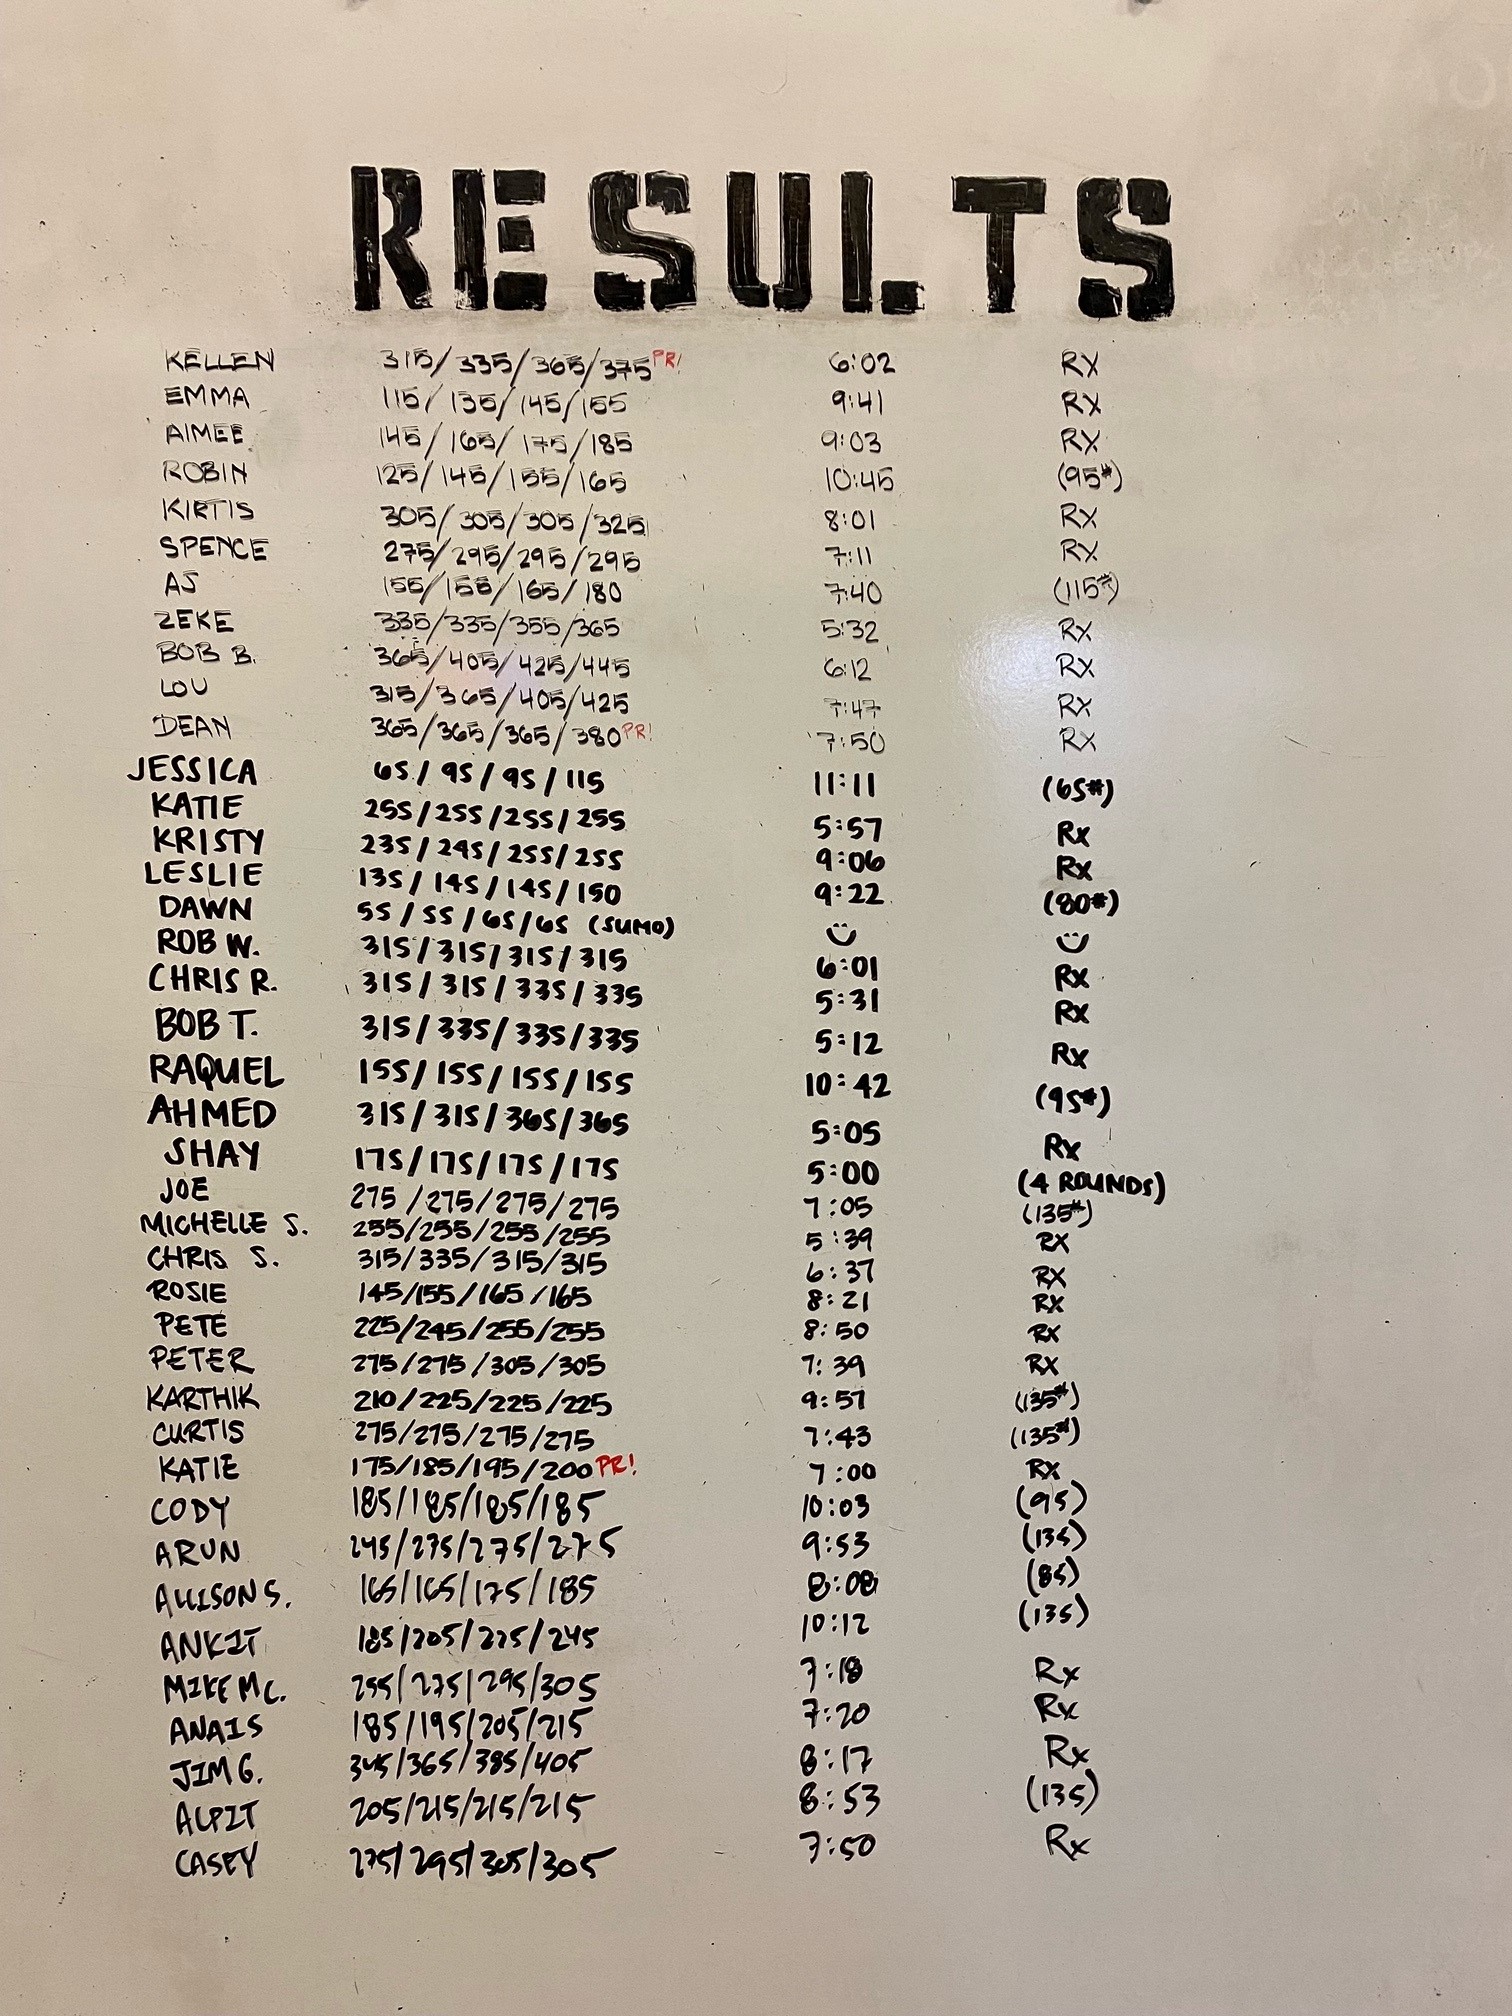 RESULTS
KELLEN 315/335/365/375 PR! 6:02 RX
EMMA 115/135/145/155 9:41 RX
AIMEE 145/165/175/185 9:03 RX
ROBIN 125/145/155/165 10:45 (95#)
KIRTIS 305/305/305/325 8:01 RX
SPENCE 275/295/295/295 7:11 RX
AJ 155/155/165/180 7:40 (115#)
ZEKE 335/335/355/365 5:32 RX
BOB B. 365/405/425/445 6:12 RX
LOU 315/365/405/425 7:47 RX
DEAN 365/365/365/380 PR! 7:50 RX
JESSICA 65/95/95/115 11:11 (65#)
KATIE 255/255/255/255 5:57 Rx
KRISTY 235/245/255/255 9:06 Rx
LESLIE 135/145/145/150 9:22 (80#)
DAWN 55/55/65/65 (SUMO)
ROB W. 315/315/315/315 6:01 Rx
CHRIS R. 315/315/335/335 5:31 Rx
BOB T. 315/335/335/335 5:12 Rx
RAQUEL 155/155/155/155 10:42 (95#)
AHMED 315/315/365/365 5:05 Rx
SHAY 175/175/175/175 5:00 (4 ROUNDS)
JOE 275/275/275/275 7:05 (135#)
MICHELLE S. 255/255/255/255 5:39 RX
CHRIS S. 315/335/315/315 6:37 RX
ROSIE 145/155/165/165 8:21 RX
PETE 225/245/255/255 8:50 RX
PETER 275/275/305/305 7:39 RX
KARTHIK 210/225/225/225 9:57 (135#)
CURTIS 275/275/275/275 7:43 (135#)
KATIE 175/185/195/200 PR! 7:00 RX
CODY 185/185/185/185 10:03 (95)
ARUN 245/275/275/275 9:53 (135)
ALLISON S. 165/165/175/185 8:08 (85)
ANKIT 185/205/225/245 10:12 (135)
MIKE MC. 255/275/295/305 7:18 Rx
ANAIS 185/195/205/215 7:20 Rx
JIM G. 345/365/385/405 8:17 Rx
ALPIT 205/215/215/215 8:53 (135)
CASEY 275/295/305/305 7:50 Rx